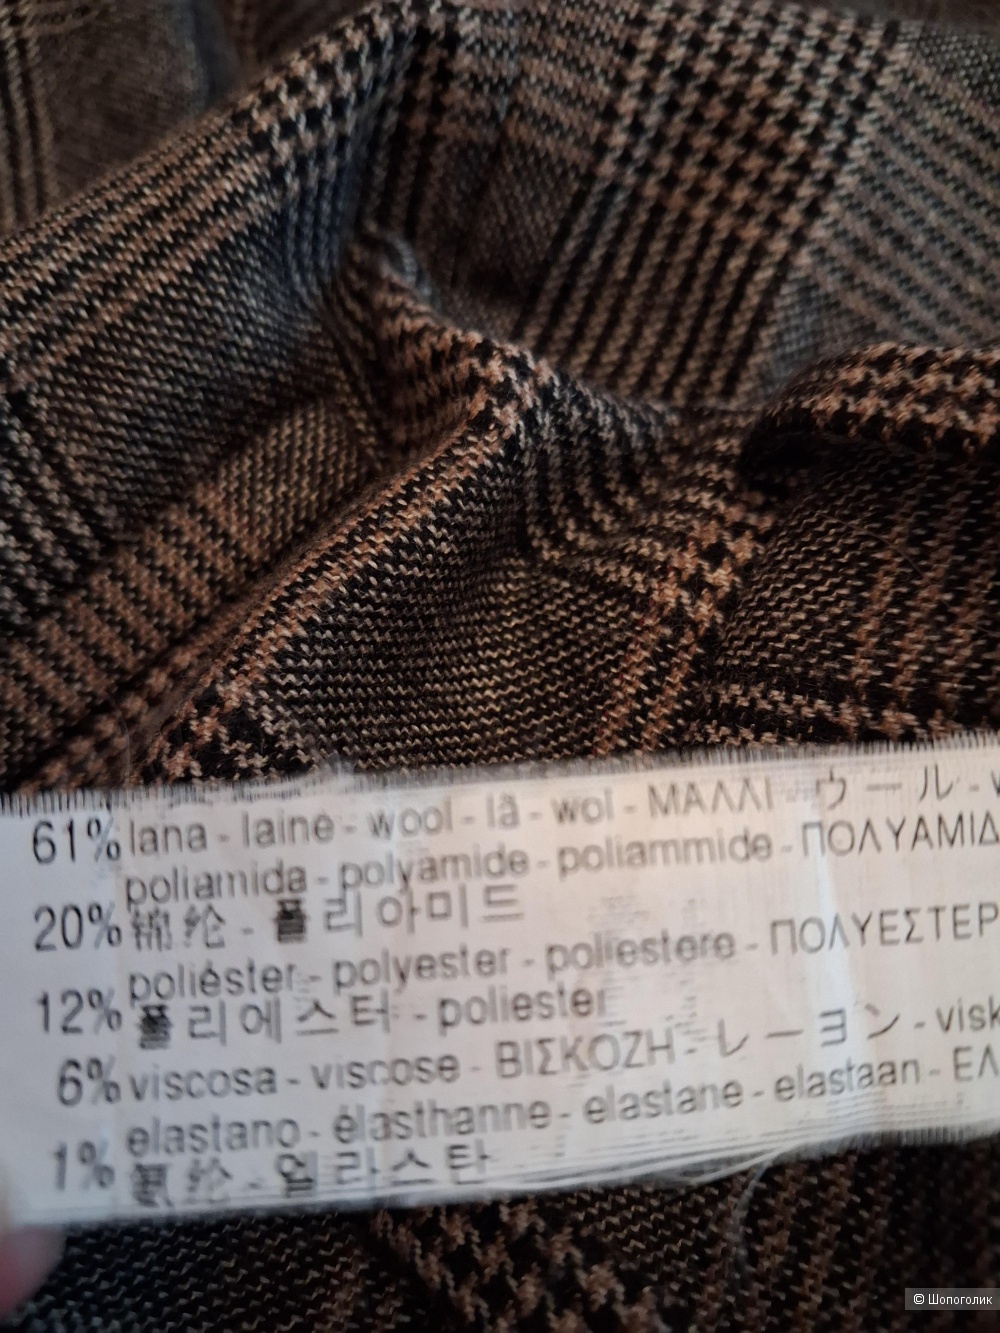 61% lana - laine - wool - lã - wol - ΜΑΛΛΙ - ウール -
poliamida - polyamide - poliammide - ΠΟΛΥΑΜΙΔ
20% 锦纶 - 폴리아미드
poliéster - polyester - poliestere - ΠΟΛΥΕΣΤΕΡ
12% 폴리에스터 - poliester
6% viscosa - viscose - ΒΙΣΚΟΖΗ - レーヨン - visk
elastano - élasthanne - elastane - elastaan - ΕΛ
1% 氨纶 - 엘라스탄
© Шопоголик